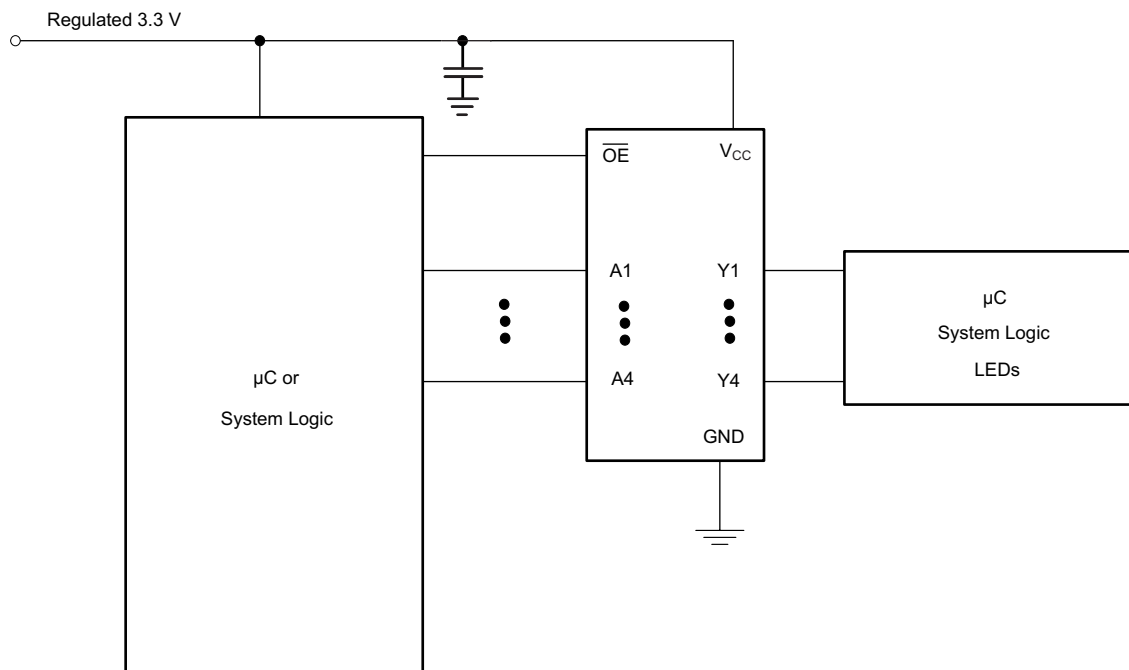 Regulated 3.3 V
OE
VCC
A1
Y1
A4
Y4
GND
µC or
System Logic
µC
System Logic
LEDs